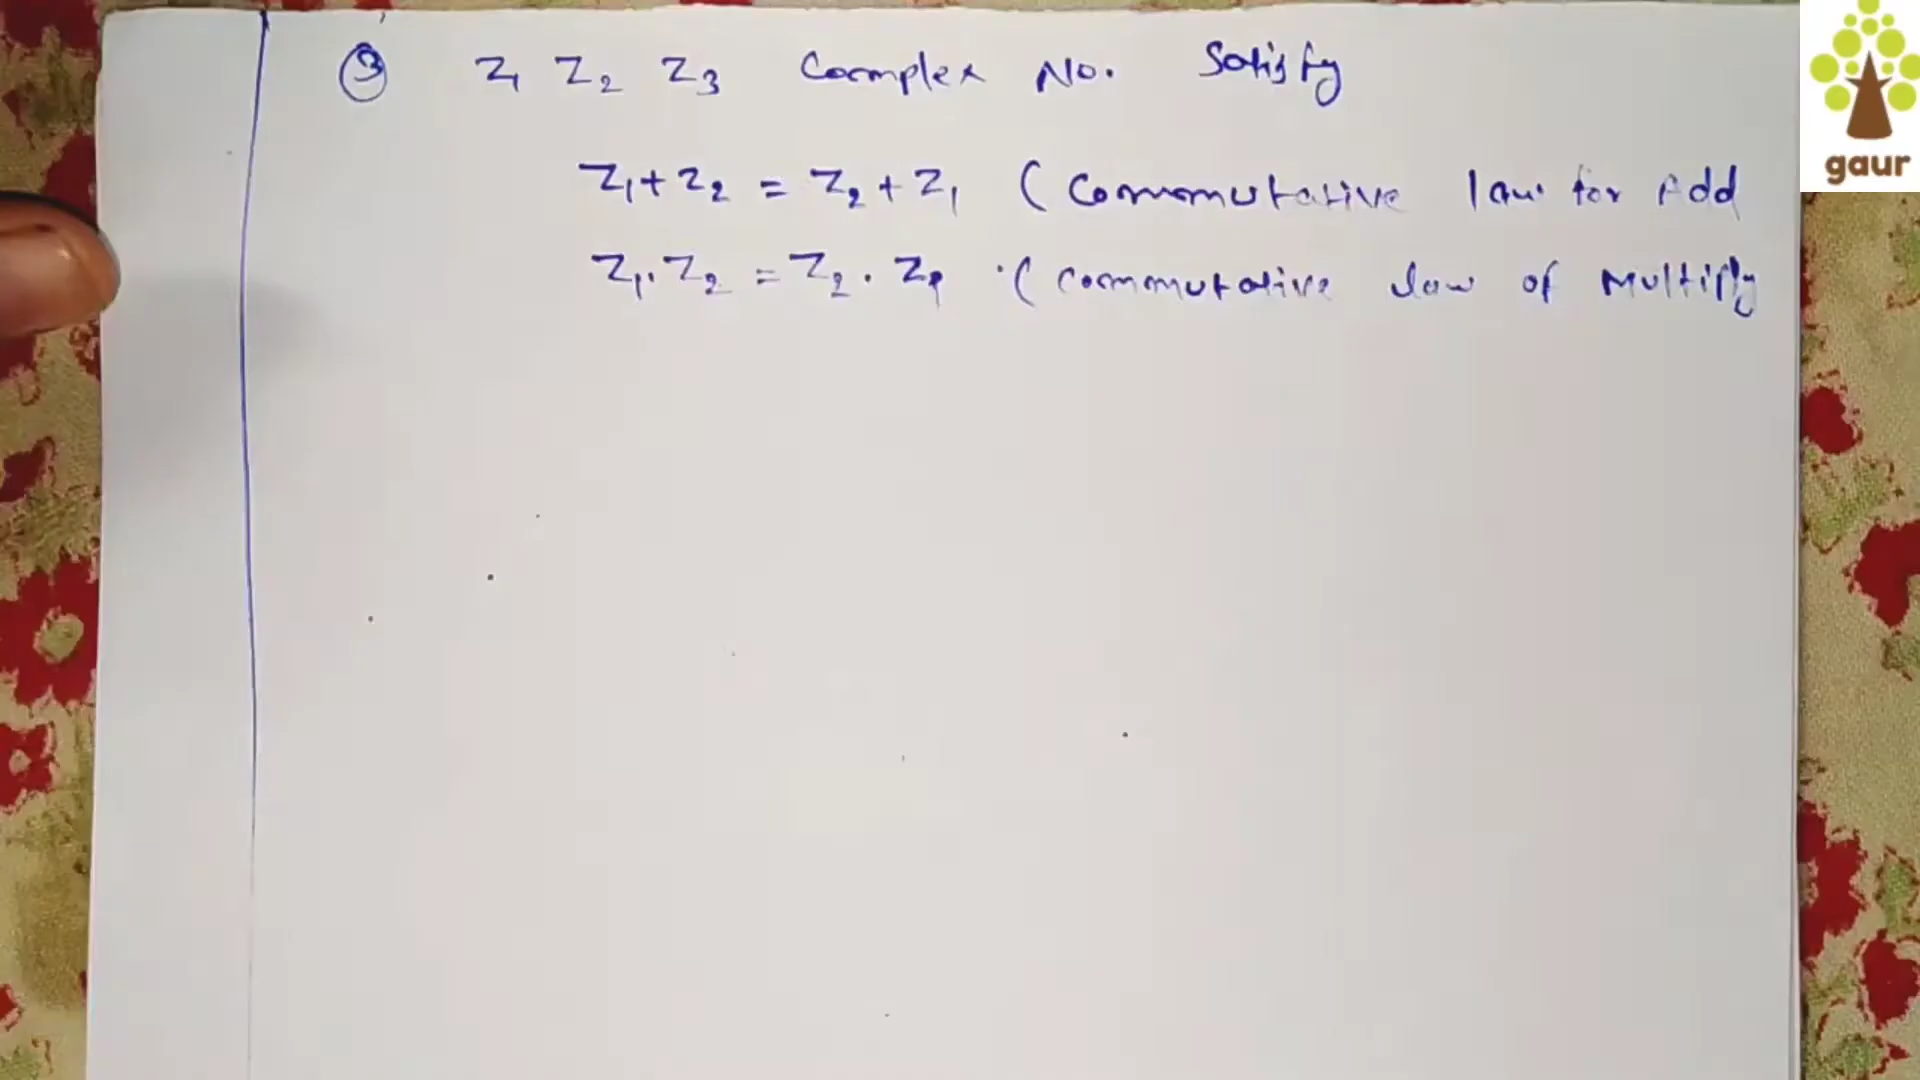 ③ Z1 Z2 Z3 Complex No. Satisfy
Z1+Z2 = Z2+Z1 (Commutative law for Add
Z1.Z2 = Z2.Z1 (commutative law of Multiply
gaur